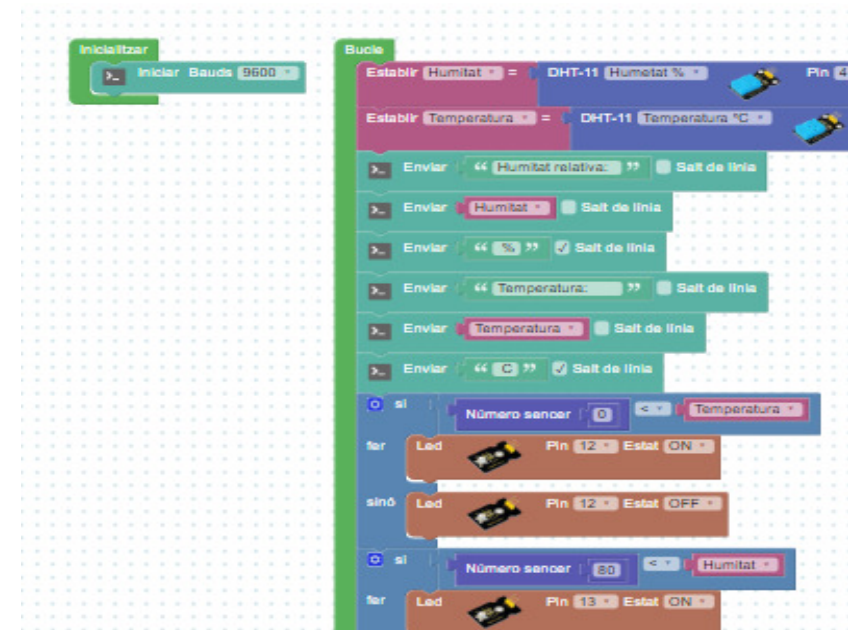 Inicialitzar
Iniciar Bauds 9600
Bucle
Establir Humitat = DHT-11 Humetat % Pin 4
Establir Temperatura = DHT-11 Temperatura ºC
Enviar “ Humitat relativa: ” Salt de línia
Enviar Humitat Salt de línia
Enviar “ % ” Salt de línia
Enviar “ Temperatura: ” Salt de línia
Enviar Temperatura Salt de línia
Enviar “ C ” Salt de línia
si Número sencer 0 < Temperatura
fer Led Pin 12 Estat ON
sinó Led Pin 12 Estat OFF
si Número sencer 80 < Humitat
fer Led Pin 13 Estat ON